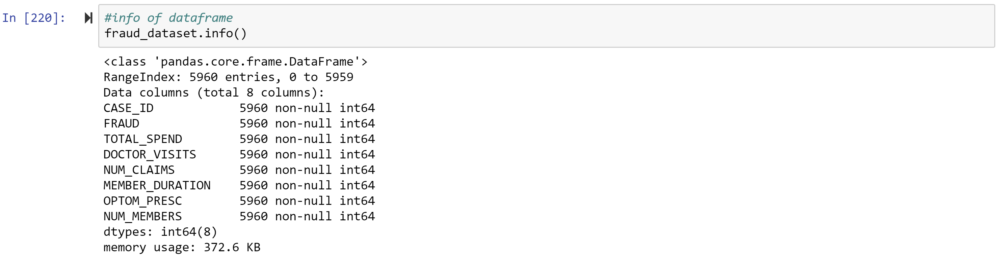 In [220]: #info of dataframe
fraud_dataset.info()
<class 'pandas.core.frame.DataFrame'>
RangeIndex: 5960 entries, 0 to 5959
Data columns (total 8 columns):
CASE_ID 5960 non-null int64
FRAUD 5960 non-null int64
TOTAL_SPEND 5960 non-null int64
DOCTOR_VISITS 5960 non-null int64
NUM_CLAIMS 5960 non-null int64
MEMBER_DURATION 5960 non-null int64
OPTOM_PRESC 5960 non-null int64
NUM_MEMBERS 5960 non-null int64
dtypes: int64(8)
memory usage: 372.6 KB